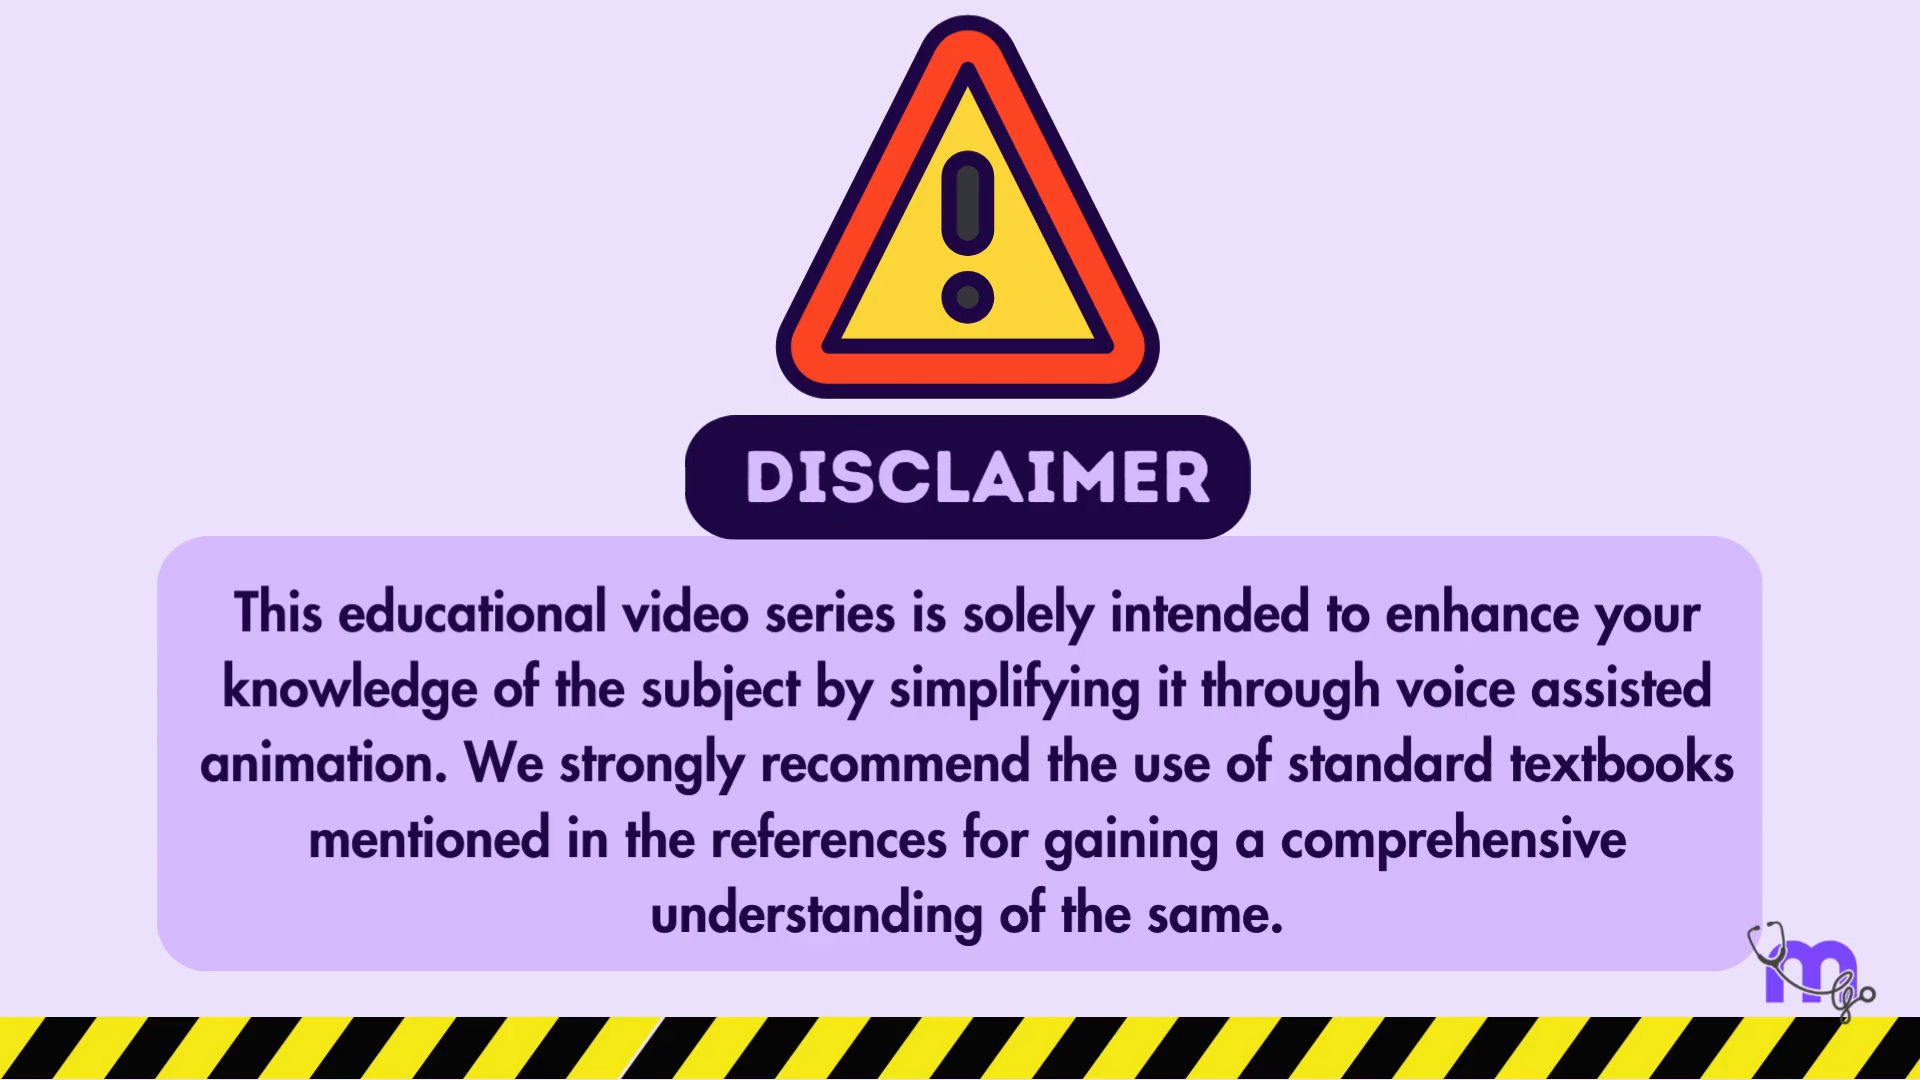 DISCLAIMER
This educational video series is solely intended to enhance your
knowledge of the subject by simplifying it through voice assisted
animation. We strongly recommend the use of standard textbooks
mentioned in the references for gaining a comprehensive
understanding of the same.
m go